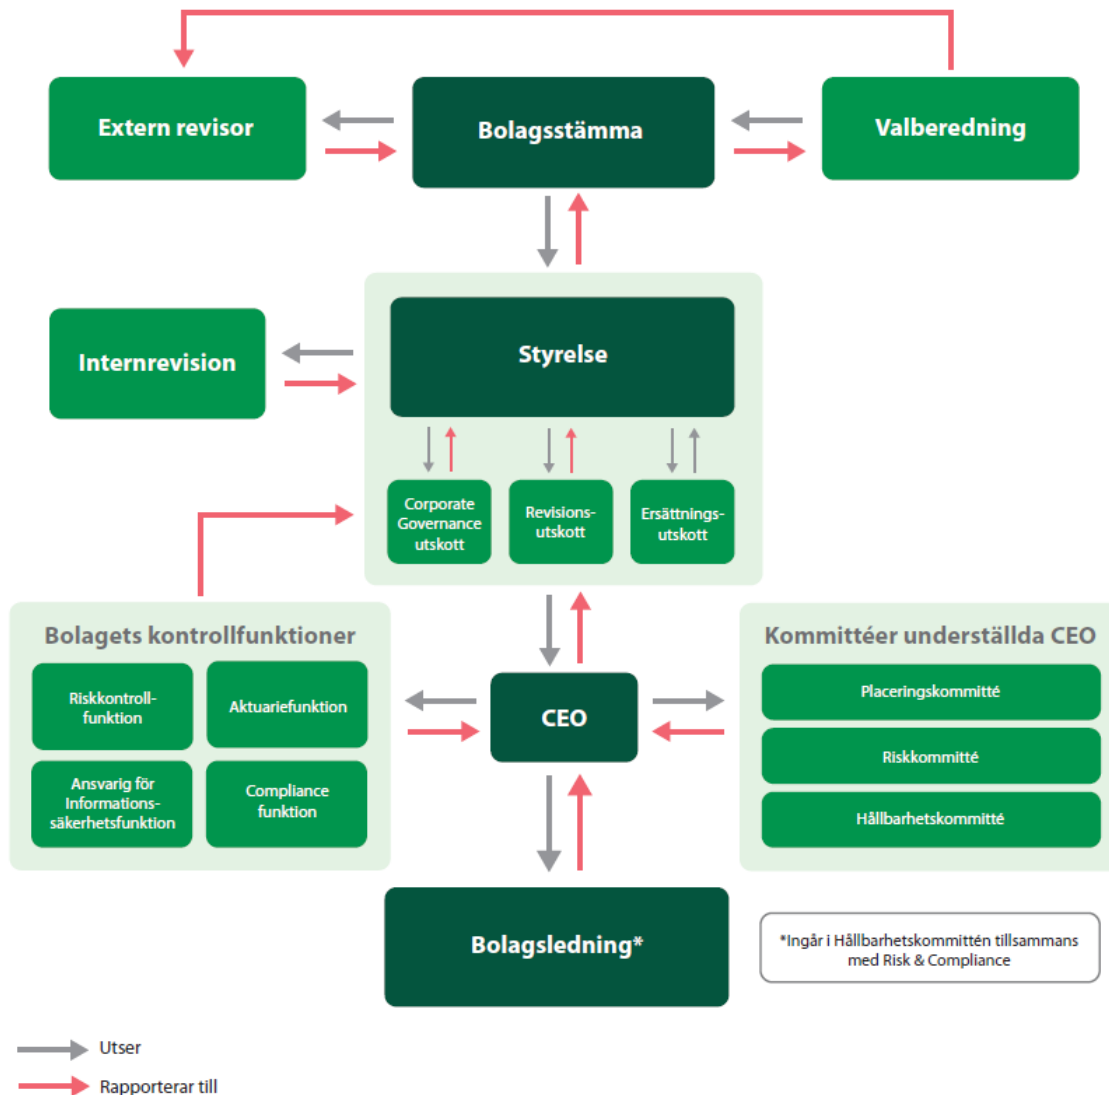 Extern revisor
Bolagsstämma
Valberedning
Internrevision
Styrelse
Corporate
Governance
utskott
Revisions-
utskott
Ersättnings-
utskott
Bolagets kontrollfunktioner
Riskkontroll-
funktion
Aktuariefunktion
Ansvarig för
Informations-
säkerhetsfunktion
Compliance
funktion
CEO
Kommittéer underställda CEO
Placeringskommitté
Riskkommitté
Hållbarhetskommitté
Bolagsledning*
*Ingår i Hållbarhetskommittén tillsammans
med Risk & Compliance
Utser
Rapporterar till